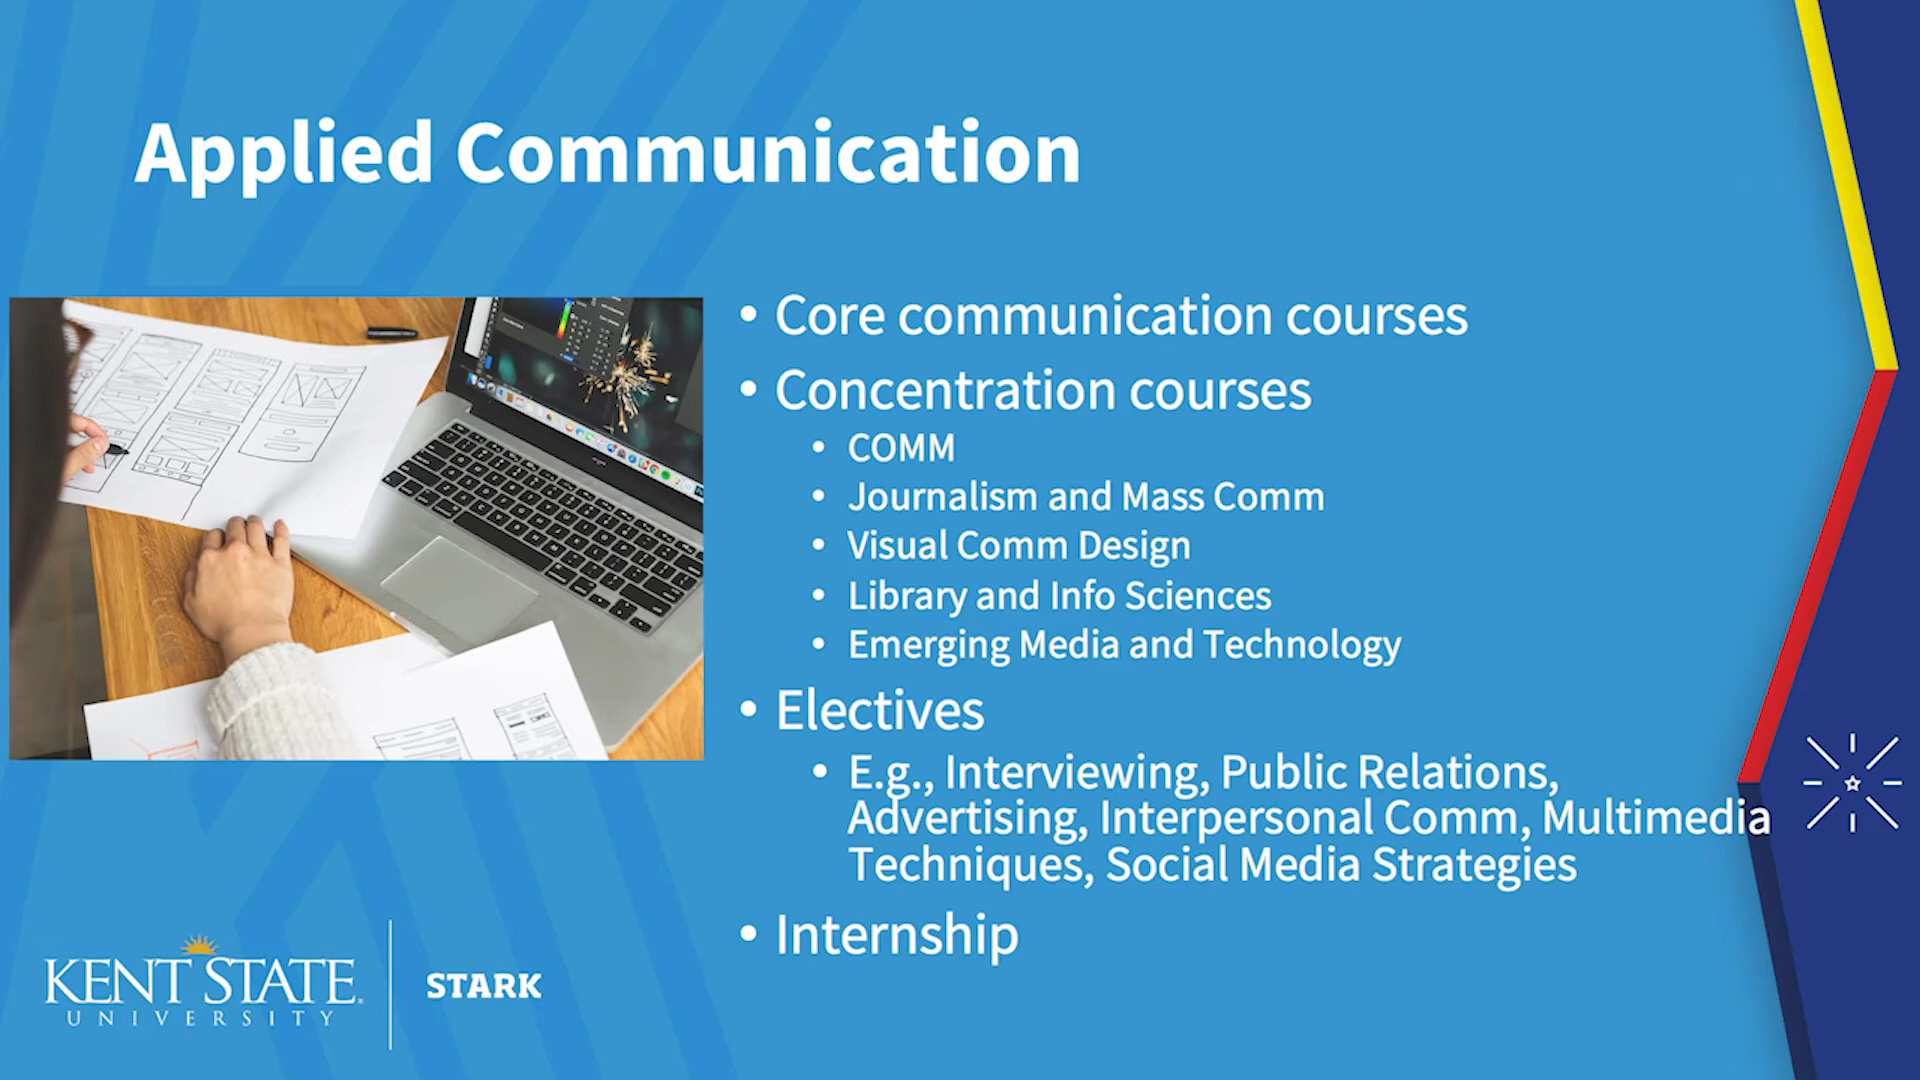 Applied Communication
• Core communication courses
• Concentration courses
• COMM
• Journalism and Mass Comm
• Visual Comm Design
• Library and Info Sciences
• Emerging Media and Technology
• Electives
• E.g., Interviewing, Public Relations,
Advertising, Interpersonal Comm, Multimedia
Techniques, Social Media Strategies
• Internship
KENT STATE
UNIVERSITY
STARK